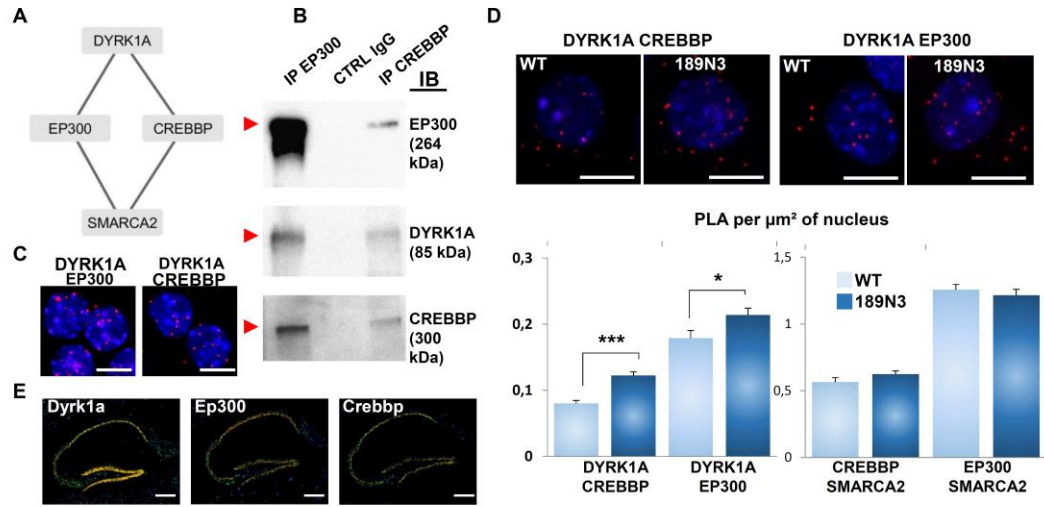 A
DYRK1A
EP300
CREBBP
SMARCA2
B
IP EP300
CTRL IgG
IP CREBBP
IB
EP300
(264
kDa)
DYRK1A
(85 kDa)
CREBBP
(300
kDa)
C
DYRK1A
EP300
DYRK1A
CREBBP
D
DYRK1A CREBBP
DYRK1A EP300
WT
189N3
WT
189N3
PLA per µm² of nucleus
0,3
0,2
0,1
0
***
*
DYRK1A
CREBBP
DYRK1A
EP300
1,5
1
0,5
0
WT
189N3
CREBBP
SMARCA2
EP300
SMARCA2
E
Dyrk1a
Ep300
Crebbp